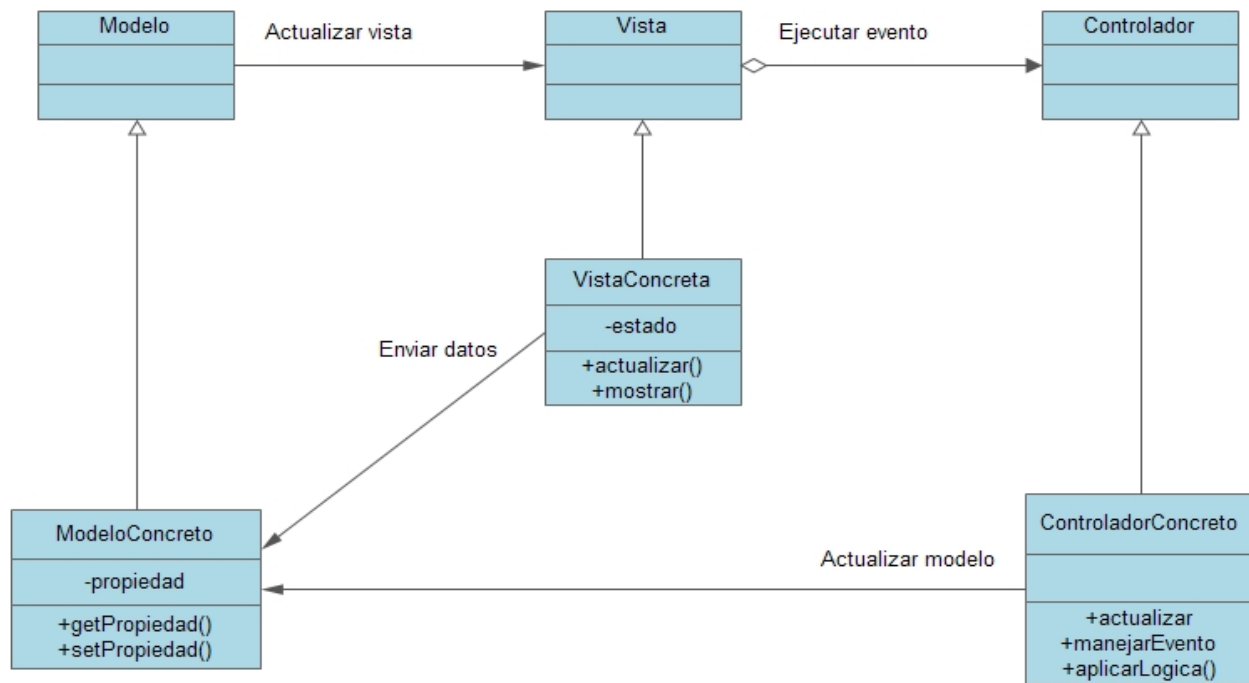 Modelo
Actualizar vista
Vista
Ejecutar evento
Controlador
VistaConcreta
-estado
+actualizar()
+mostrar()
Enviar datos
ModeloConcreto
-propiedad
+getPropiedad()
+setPropiedad()
Actualizar modelo
ControladorConcreto
+actualizar
+manejarEvento
+aplicarLogica()